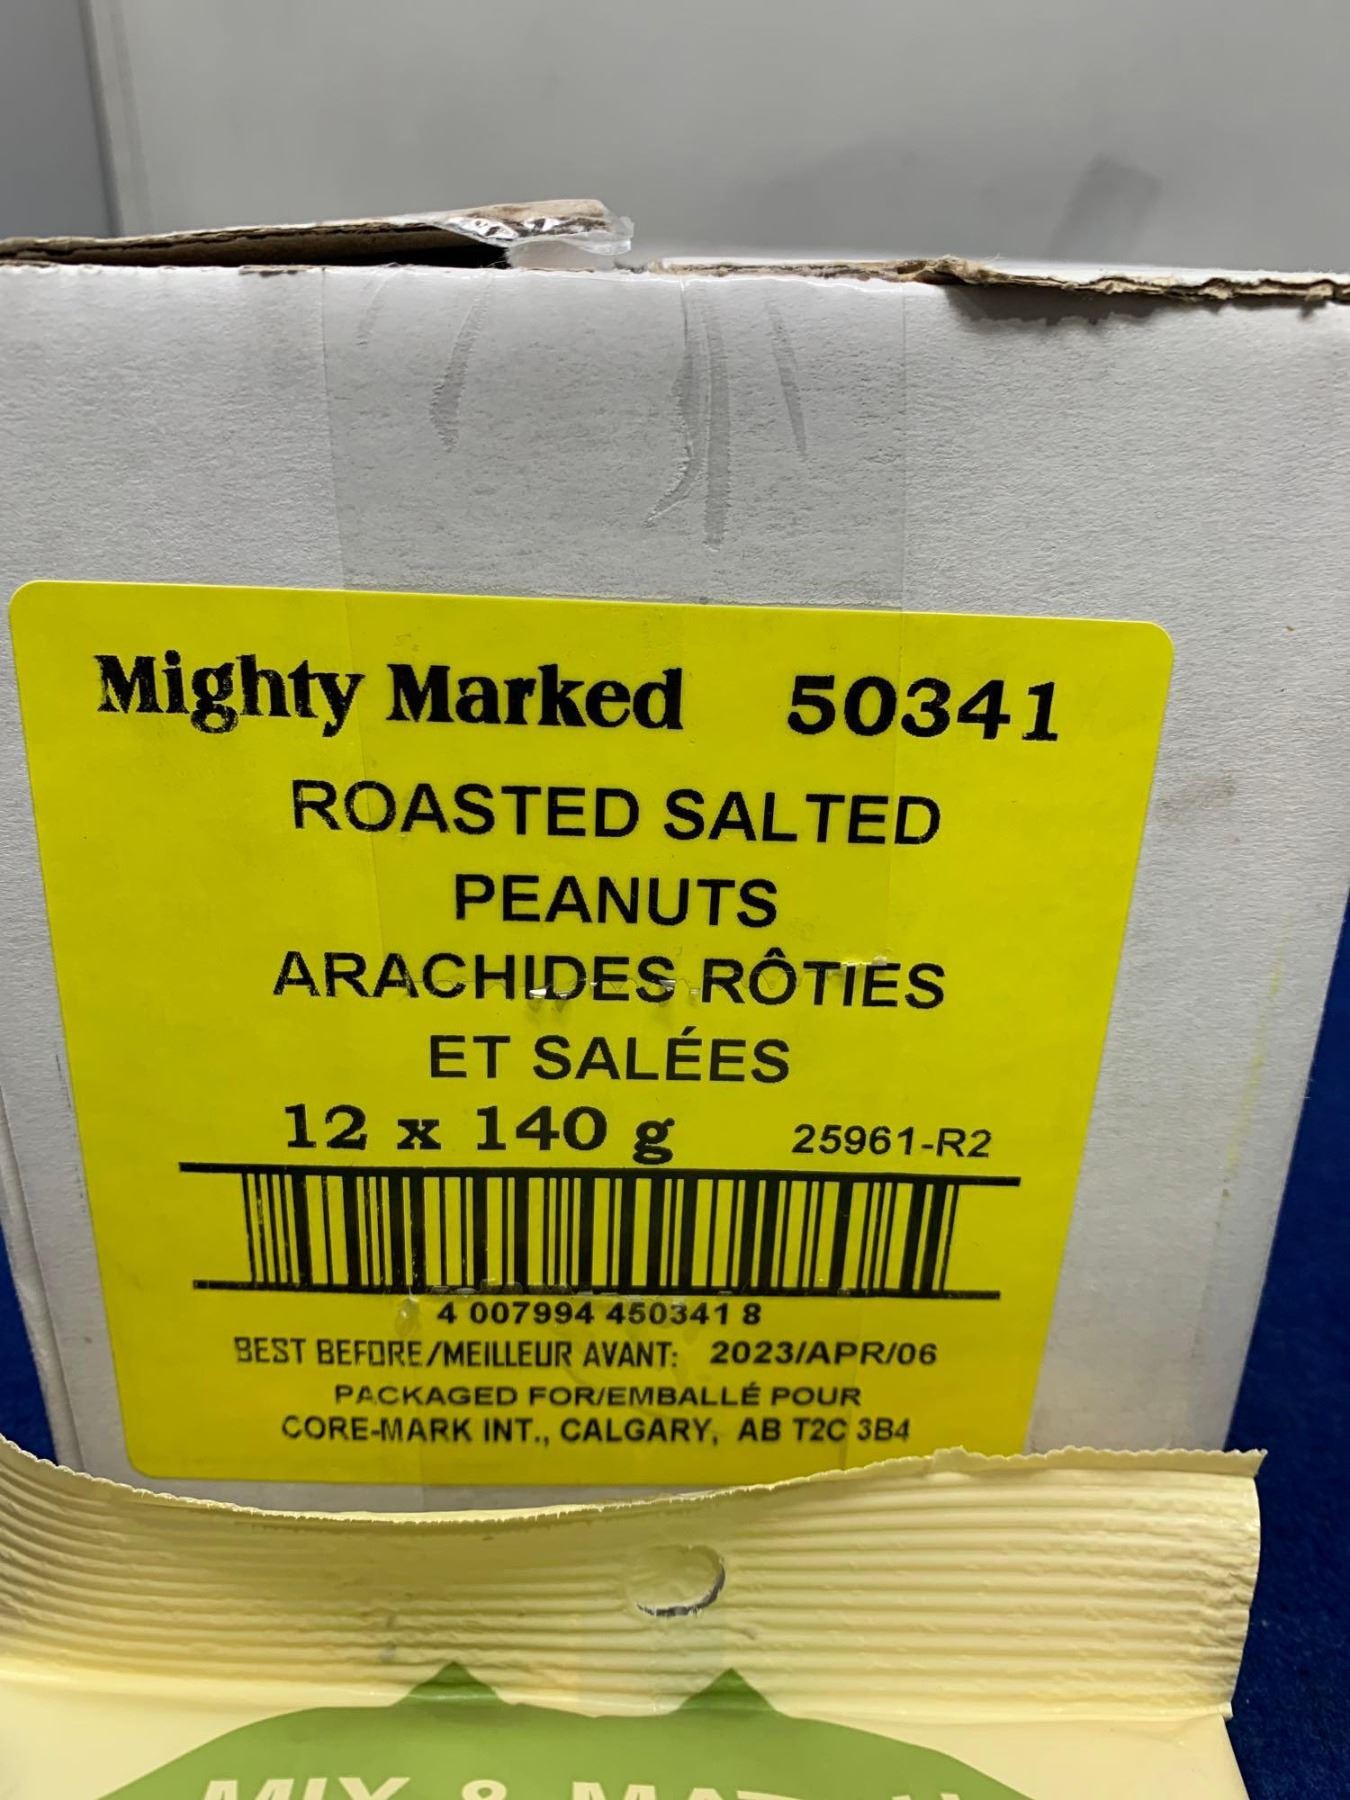 Mighty Marked 50341
ROASTED SALTED
PEANUTS
ARACHIDES RÔTIES
ET SALÉES
12 x 140 g 25961-R2
4 007994 450341 8
BEST BEFORE/MEILLEUR AVANT: 2023/APR/06
PACKAGED FOR/EMBALLÉ POUR
CORE-MARK INT., CALGARY, AB T2C 3B4
MIX &